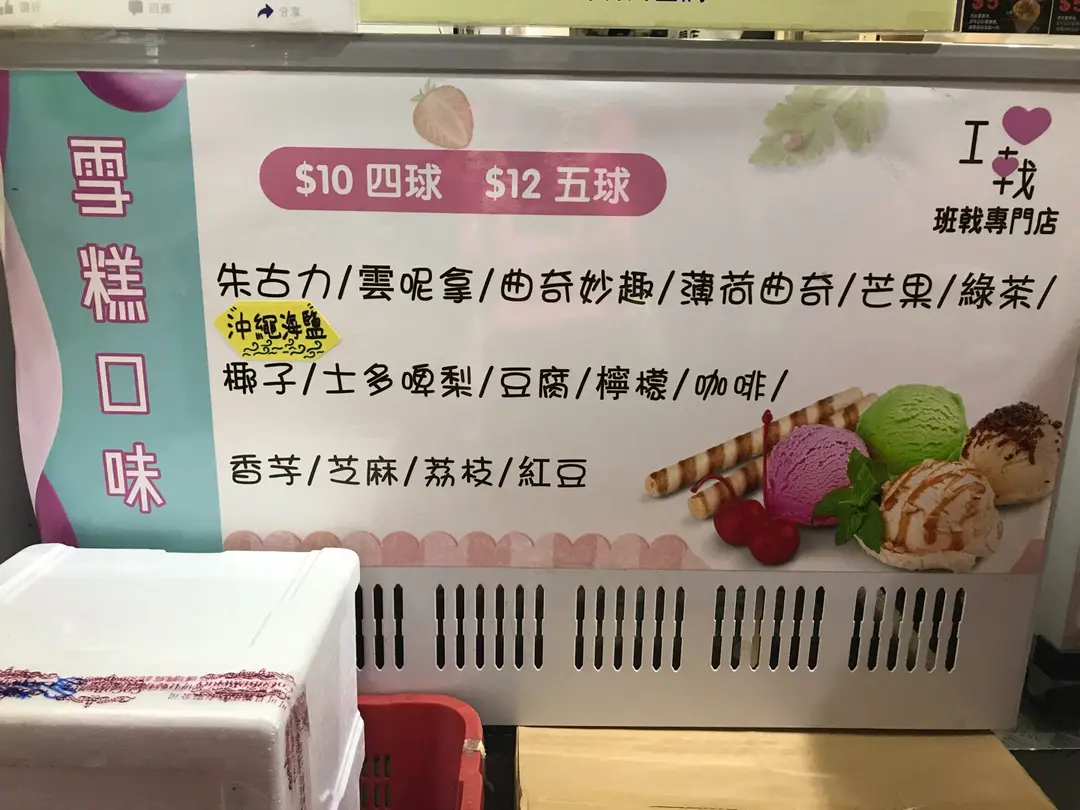 分享
雪糕口味
$10 四球 $12 五球
I
班戟專門店
朱古力/雲呢拿/曲奇妙趣/薄荷曲奇/芒果/綠茶/
沖繩海鹽
椰子/士多啤梨/豆腐/檸檬/咖啡/
香芋/芝麻/荔枝/紅豆